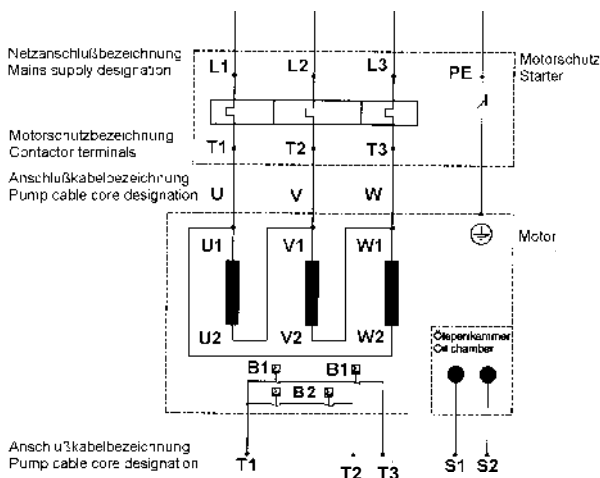 Netzanschlußbezeichnung
Mains supply designation
L1 L2 L3 PE
Motorschutz
Starter
Motorschutzbezeichnung
Contactor terminals
T1 T2 T3
Anschlußkabelbezeichnung
Pump cable core designation
U V W
Motor
U1 V1 W1
U2 V2 W2
Oil chamber
B1 B1
B2
Anschlußkabelbezeichnung
Pump cable core designation
T1 T2 T3 S1 S2